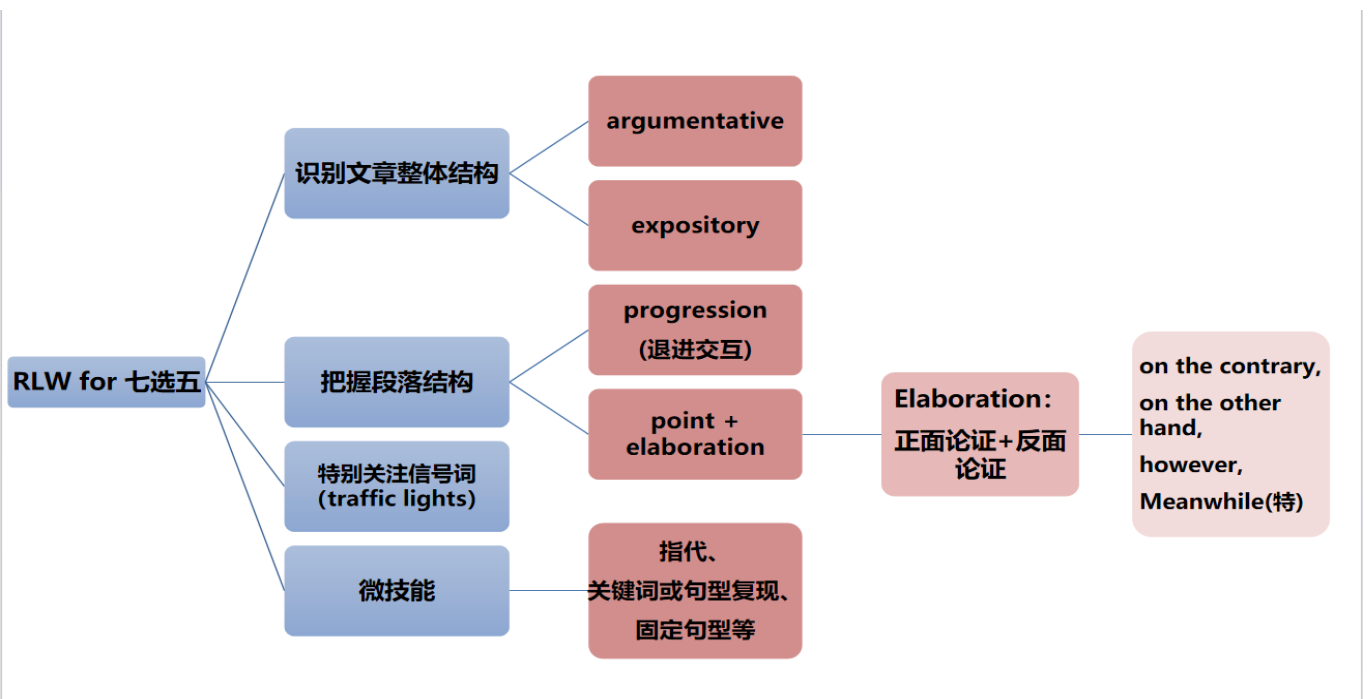 RLW for 七选五
识别文章整体结构
argumentative
expository
把握段落结构
progression
(退进交互)
point +
elaboration
Elaboration：
正面论证+反面
论证
on the contrary,
on the other
hand,
however,
Meanwhile(特)
特别关注信号词
（traffic lights）
微技能
指代、
关键词或句型复现、
固定句型等